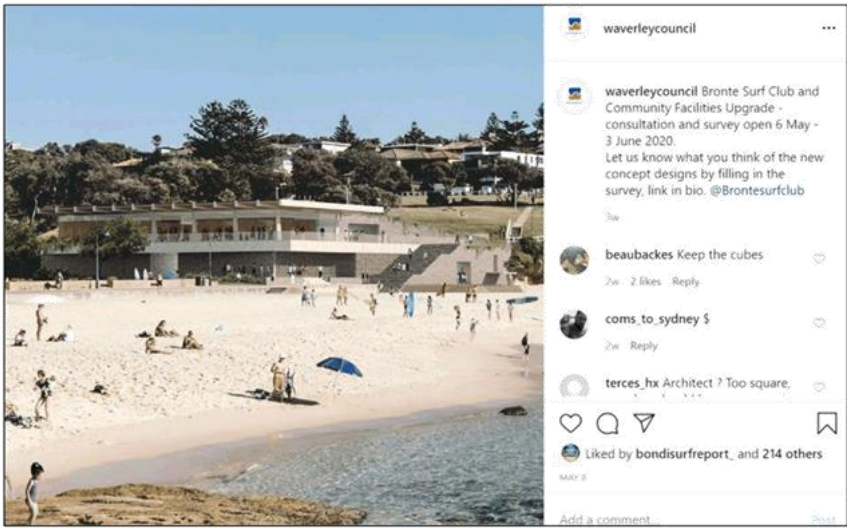 waverleycouncil
waverleycouncil Bronte Surf Club and
Community Facilities Upgrade -
consultation and survey open 6 May -
3 June 2020.
Let us know what you think of the new
concept designs by filling in the
survey, link in bio. @Brontesurfclub
3w
beaubackes Keep the cubes
2w 2 likes Reply
coms_to_sydney $
2w Reply
terces_hx Architect ? Too square,
Liked by bondisurfreport_ and 214 others
MAY 8
Add a comment...
Post